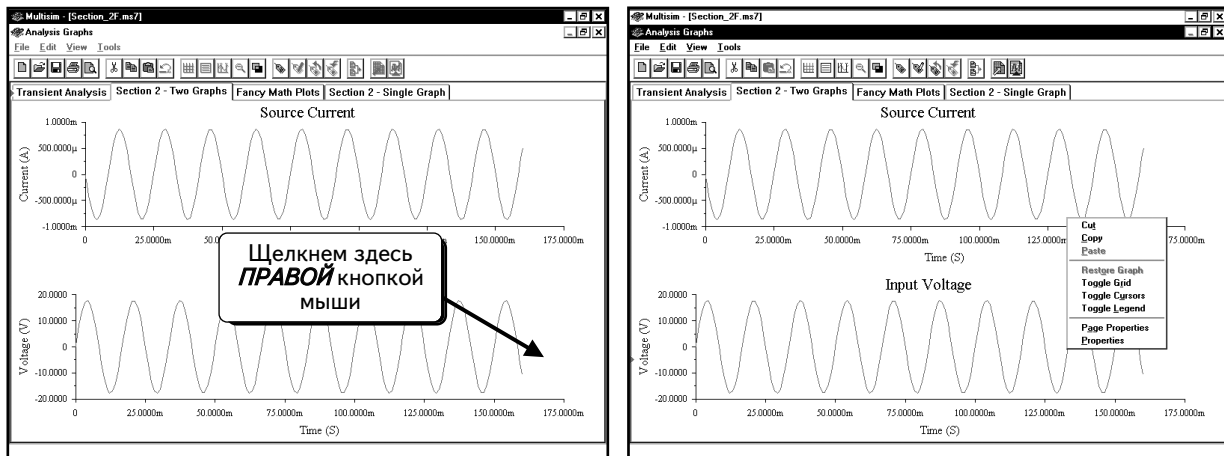 Multisim - [Section_2F.ms7]
Analysis Graphs
File Edit View Tools
Transient Analysis Section 2 - Two Graphs Fancy Math Plots Section 2 - Single Graph
Source Current
1.0000m
500.0000µ
0
-500.0000µ
-1.0000m
Current (A)
0 25.0000m 50.0 150.0000m 175.0000m
Щелкнем здесь
ПРАВОЙ кнопкой
мыши
20.0000
10.0000
0
-10.0000
-20.0000
Voltage (V)
0 25.0000m 50.0000m 75.0000m 100.0000m 125.0000m 150.0000m 175.0000m
Time (S)
Multisim - [Section_2F.ms7]
Analysis Graphs
File Edit View Tools
Transient Analysis Section 2 - Two Graphs Fancy Math Plots Section 2 - Single Graph
Source Current
1.0000m
500.0000µ
0
-500.0000µ
-1.0000m
Current (A)
0 25.0000m 50.0000m 75.0000m 100.0000m 125.0000m 75.0000m
Time (S)
Cut
Copy
Paste
Restore Graph
Toggle Grid
Toggle Cursors
Toggle Legend
Page Properties
Properties
Input Voltage
20.0000
10.0000
0
-10.0000
-20.0000
Voltage (V)
0 25.0000m 50.0000m 75.0000m 100.0000m 125.0000m 150.0000m 175.0000m
Time (S)